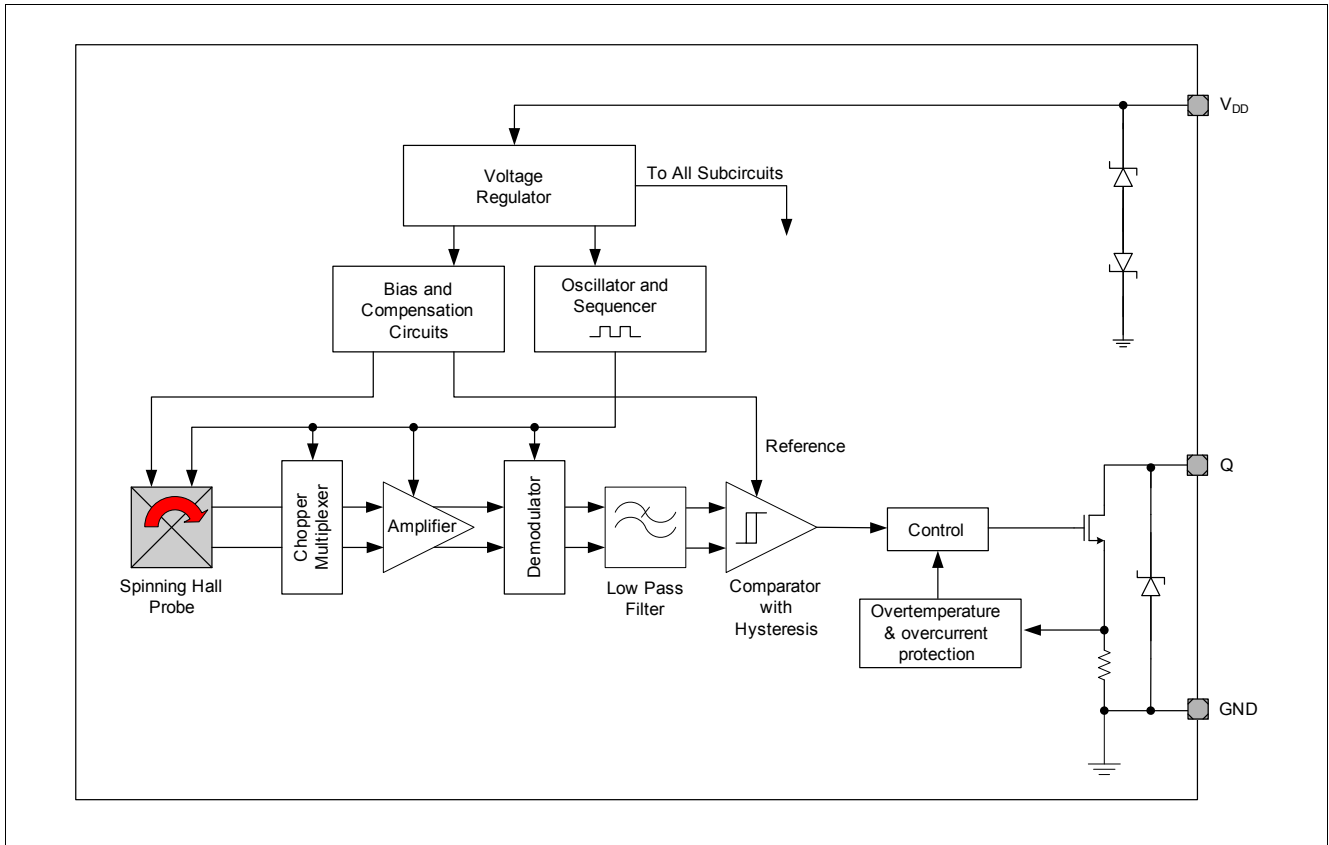 V_DD
Voltage
Regulator
To All Subcircuits
Bias and
Compensation
Circuits
Oscillator and
Sequencer
Reference
Q
Chopper
Multiplexer
Amplifier
Demodulator
Control
Spinning Hall
Probe
Low Pass
Filter
Comparator
with
Hysteresis
Overtemperature
& overcurrent
protection
GND